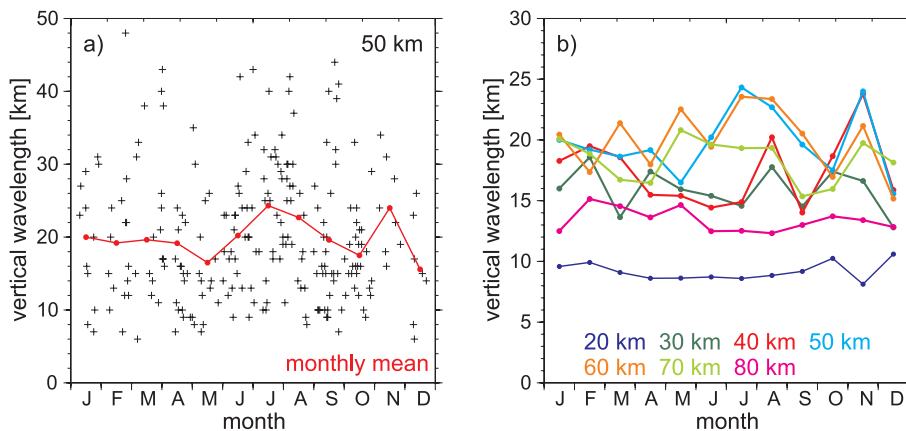 a)
50 km
vertical wavelength [km]
50
40
30
20
10
0
monthly mean
J F M A M J J A S O N D
month
b)
vertical wavelength [km]
30
25
20
15
10
5
0
20 km 30 km 40 km 50 km
60 km 70 km 80 km
J F M A M J J A S O N D
month